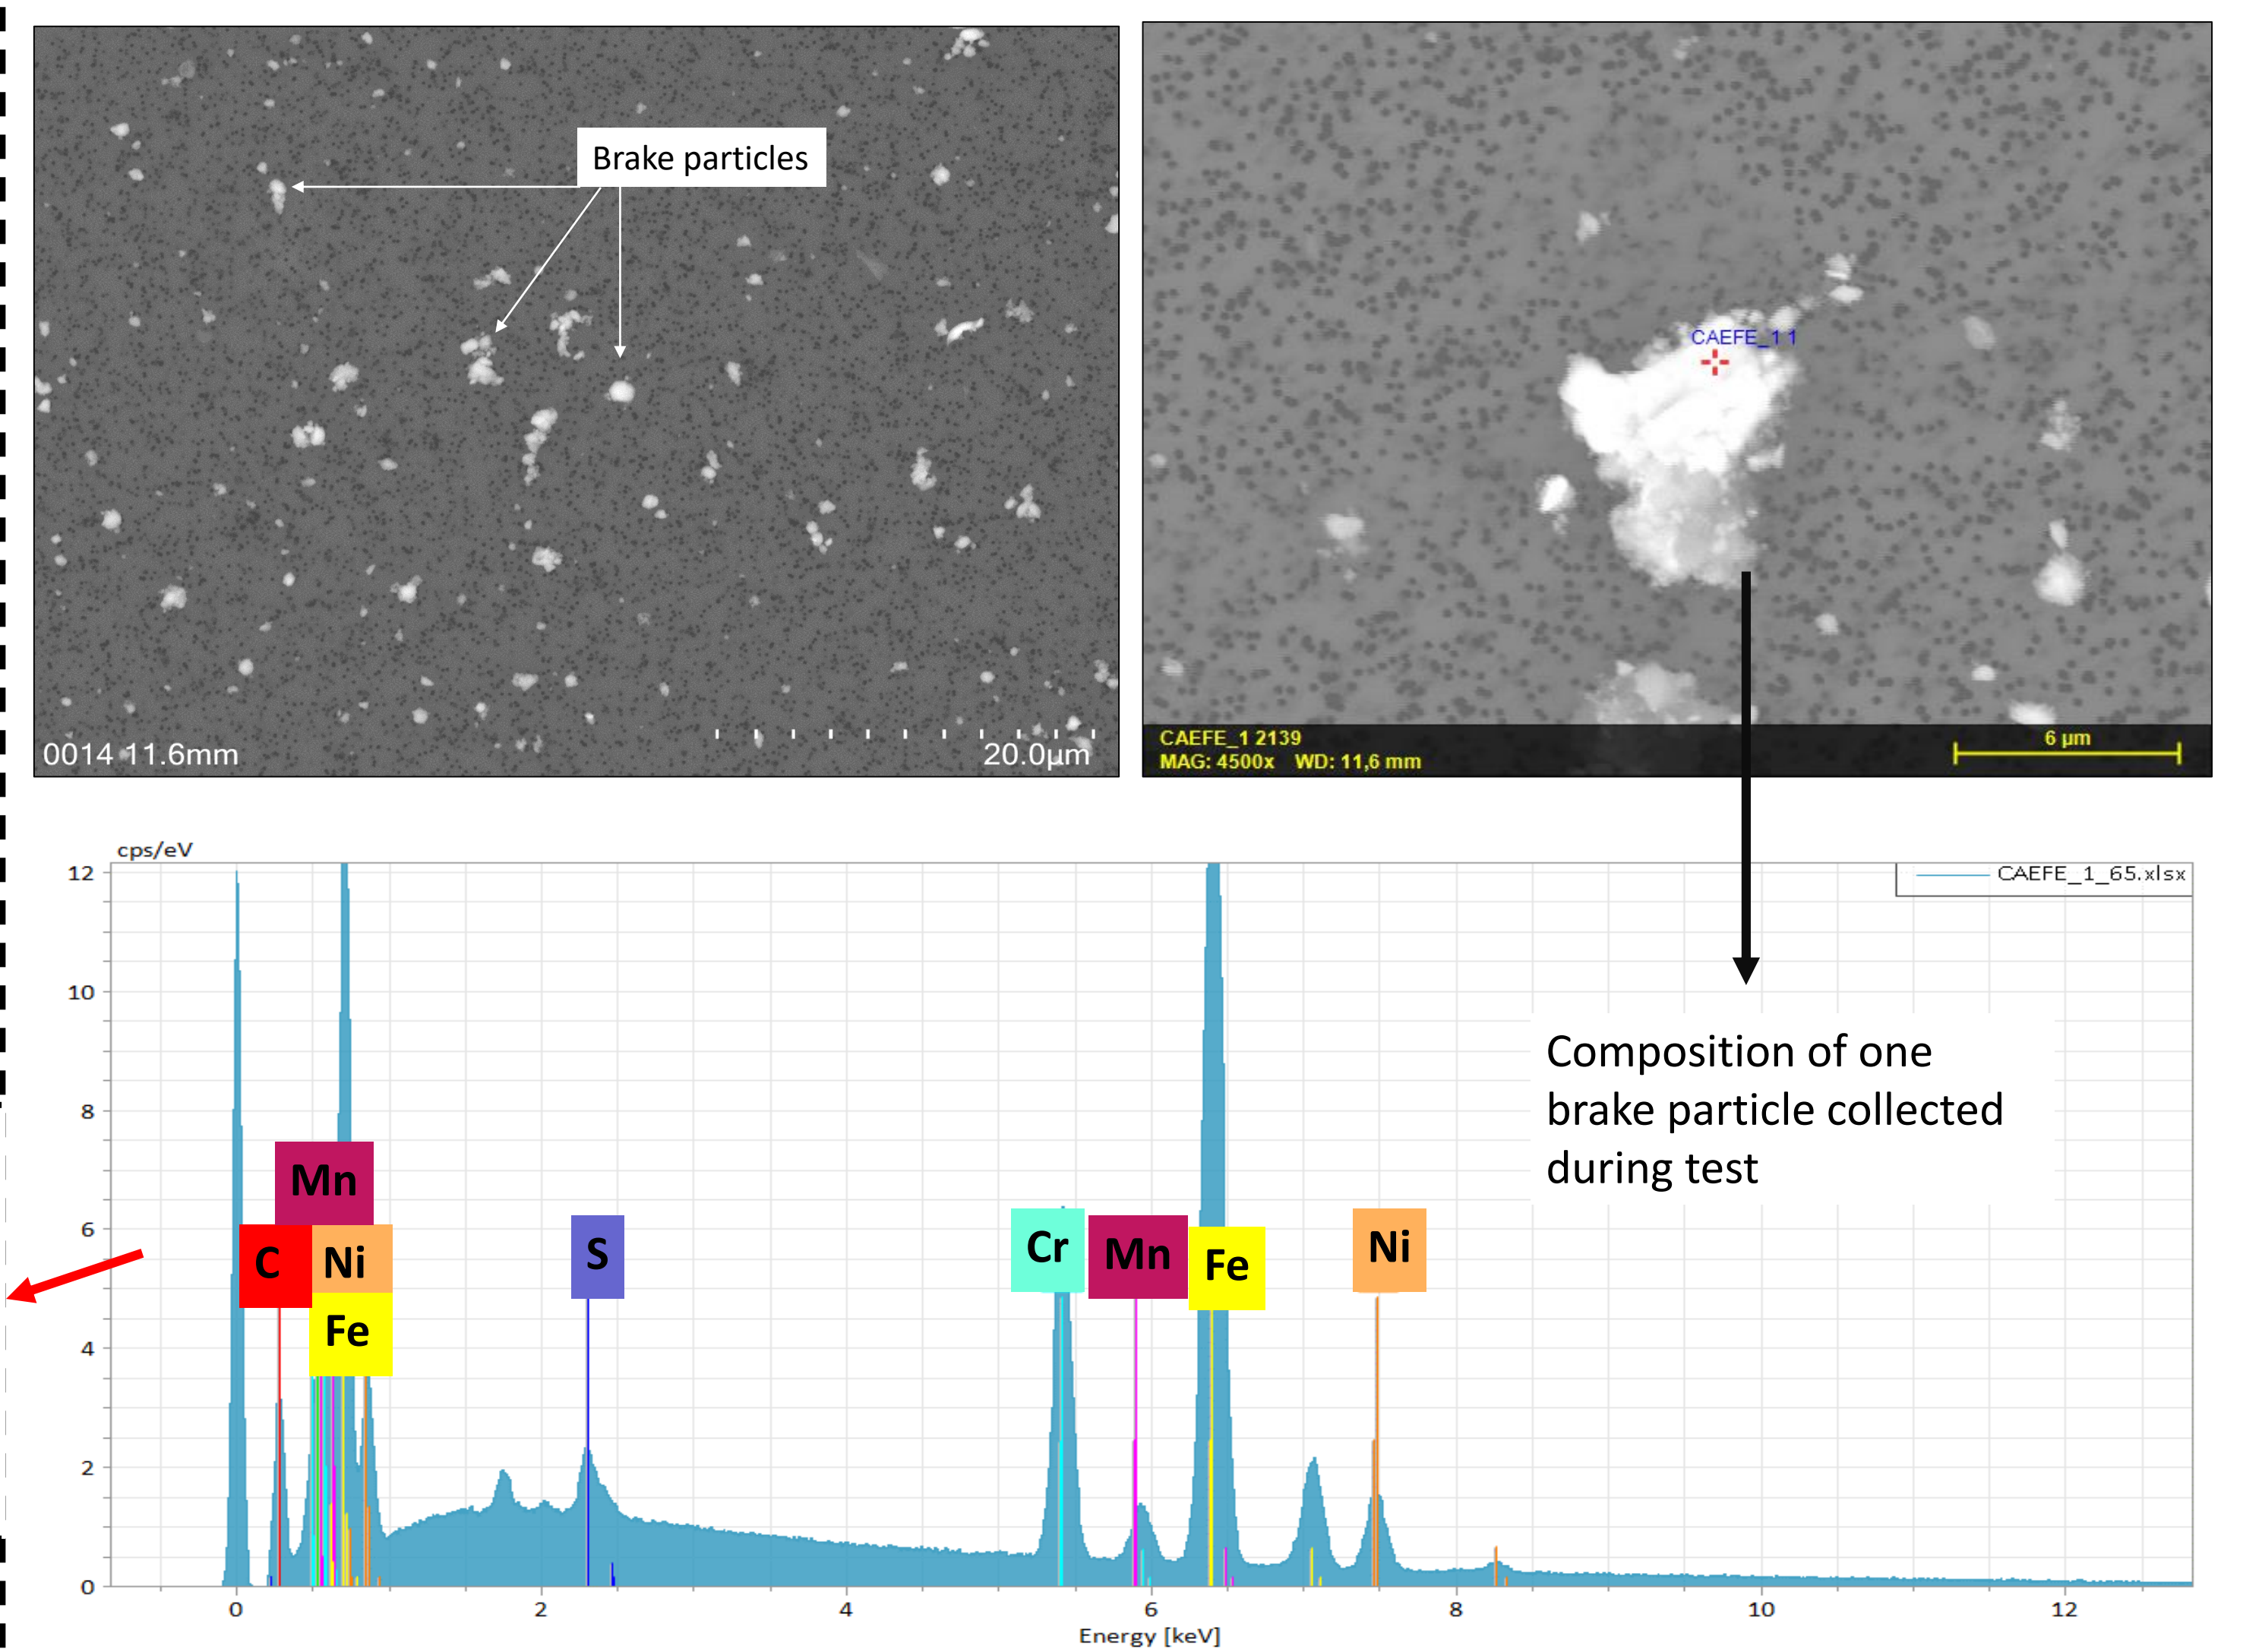 Brake particles
0014 11.6mm
20.0µm
CAEFE_1 1
CAEFE_1 2139
MAG: 4500x WD: 11,6 mm
6 µm
cps/eV
CAEFE_1_65.xlsx
12
10
8
6
4
2
0
Composition of one
brake particle collected
during test
Mn
C
Ni
Fe
S
Cr
Mn
Fe
Ni
0
2
4
6
8
10
12
Energy [keV]